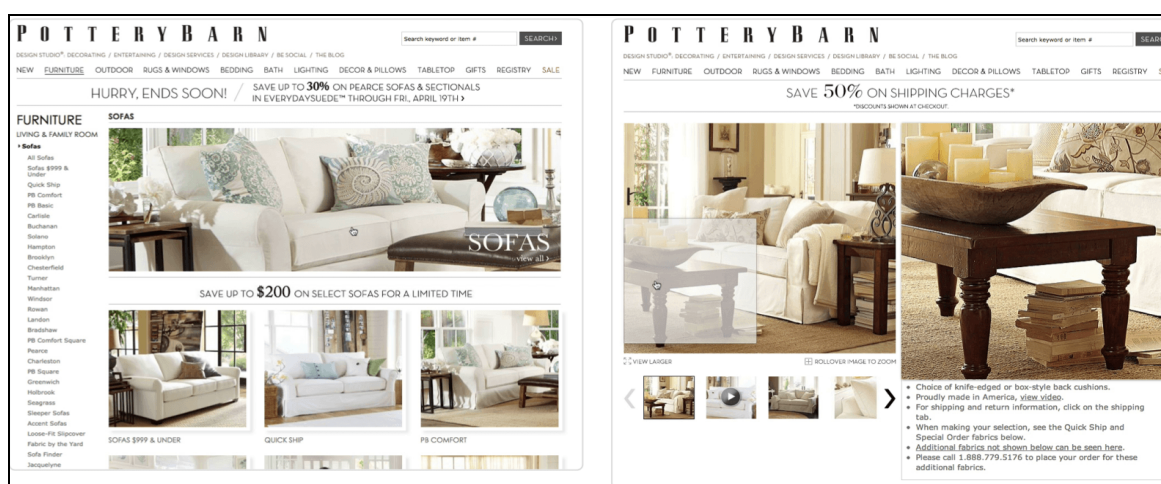 POTTERYBARN
Search keyword or item #
SEARCH›
DESIGN STUDIO®: DECORATING / ENTERTAINING / DESIGN SERVICES / DESIGN LIBRARY / BE SOCIAL / THE BLOG
NEW FURNITURE OUTDOOR RUGS & WINDOWS BEDDING BATH LIGHTING DECOR & PILLOWS TABLETOP GIFTS REGISTRY SALE
HURRY, ENDS SOON! / SAVE UP TO 30% ON PEARCE SOFAS & SECTIONALS
IN EVERYDAYSUEDE™ THROUGH FRI., APRIL 19TH ›
FURNITURE
LIVING & FAMILY ROOM
Sofas
All Sofas
Sofas $999 &
Under
Quick Ship
PB Comfort
PB Basic
Carlisle
Buchanan
Solano
Hampton
Brooklyn
Chesterfield
Turner
Manhattan
Windsor
Rowan
Landon
Bradshaw
PB Comfort Square
Pearce
Charleston
PB Square
Greenwich
Holbrook
Seagrass
Sleeper Sofas
Accent Sofas
Loose-Fit Slipcover
Fabric by the Yard
Sofa Finder
Jacquelyne
SOFAS
SOFAS
view all ›
SAVE UP TO $200 ON SELECT SOFAS FOR A LIMITED TIME
SOFAS $999 & UNDER
QUICK SHIP
PB COMFORT
POTTERYBARN
Search keyword or item #
SEAR
DESIGN STUDIO®: DECORATING / ENTERTAINING / DESIGN SERVICES / DESIGN LIBRARY / BE SOCIAL / THE BLOG
NEW FURNITURE OUTDOOR RUGS & WINDOWS BEDDING BATH LIGHTING DECOR & PILLOWS TABLETOP GIFTS REGISTRY S
SAVE 50% ON SHIPPING CHARGES*
*DISCOUNTS SHOWN AT CHECKOUT.
VIEW LARGER
ROLLOVER IMAGE TO ZOOM
• Choice of knife-edged or box-style back cushions.
• Proudly made in America, view video.
• For shipping and return information, click on the shipping
tab.
• When making your selection, see the Quick Ship and
Special Order fabrics below.
• Additional fabrics not shown below can be seen here.
• Please call 1.888.779.5176 to place your order for these
additional fabrics.